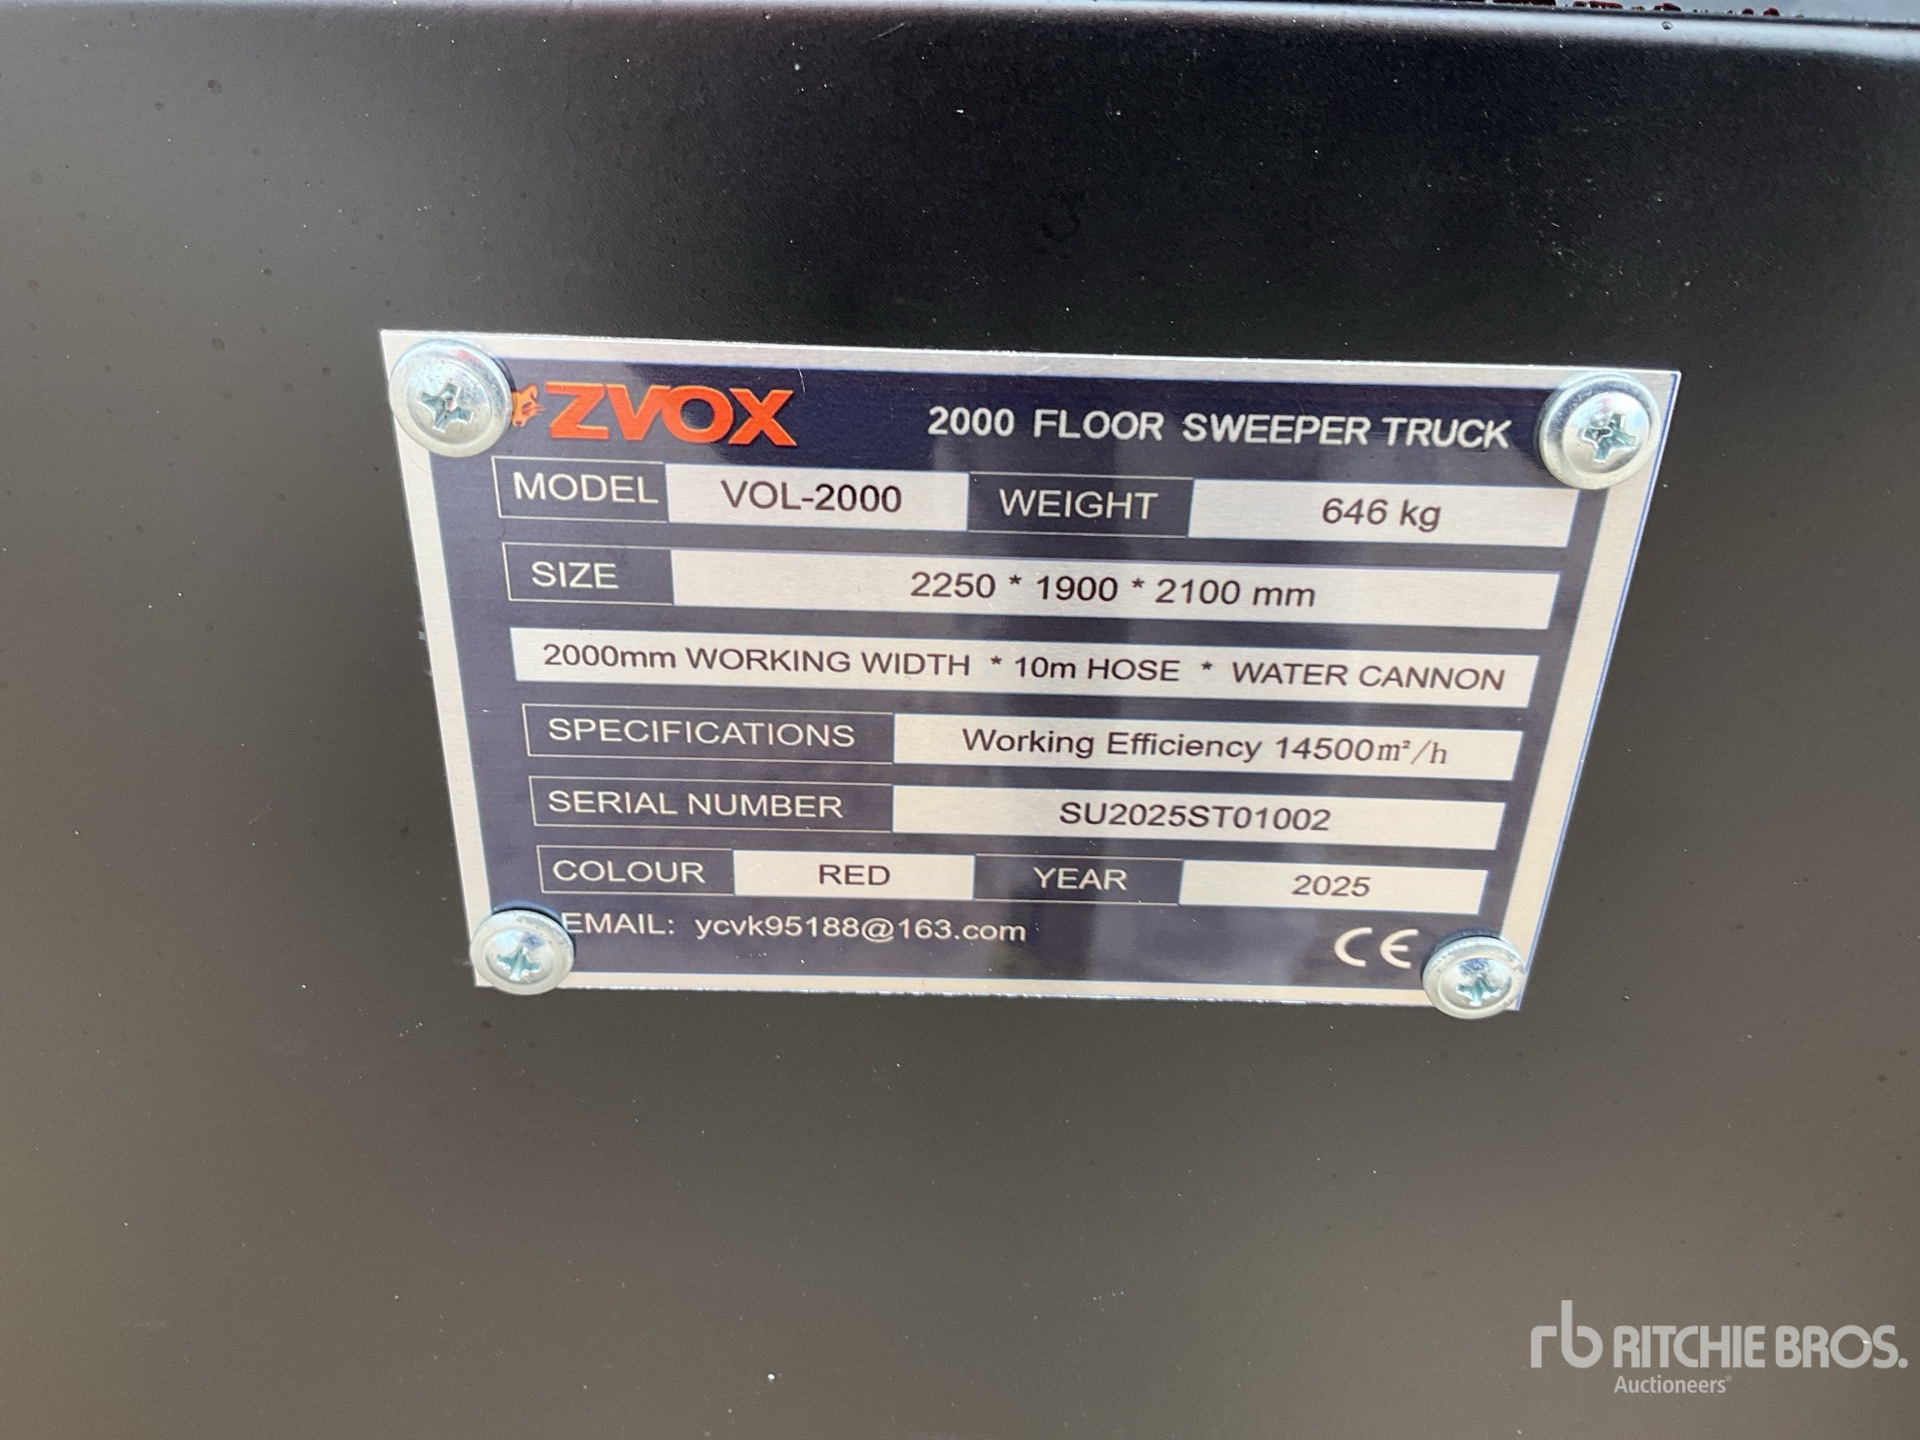 ZVOX 2000 FLOOR SWEEPER TRUCK
MODEL VOL-2000 WEIGHT 646 kg
SIZE 2250 * 1900 * 2100 mm
2000mm WORKING WIDTH * 10m HOSE * WATER CANNON
SPECIFICATIONS Working Efficiency 14500m²/h
SERIAL NUMBER SU2025ST01002
COLOUR RED YEAR 2025
EMAIL: ycvk95188@163.com CE
rb RITCHIE BROS.
Auctioneers